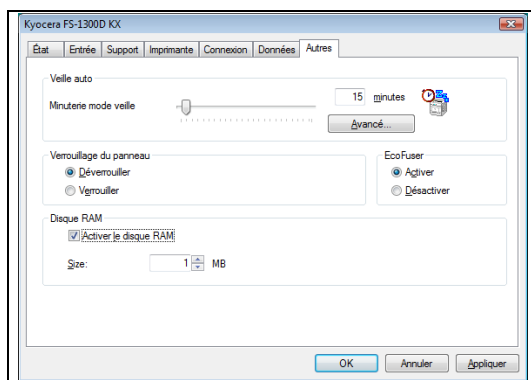 Kyocera FS-1300D KX
État Entrée Support Imprimante Connexion Données Autres
Veille auto
Minuterie mode veille 15 minutes
Avancé...
Verrouillage du panneau
Déverrouiller
Verrouiller
EcoFuser
Activer
Désactiver
Disque RAM
Activer le disque RAM
Size: 1 MB
OK Annuler Appliquer